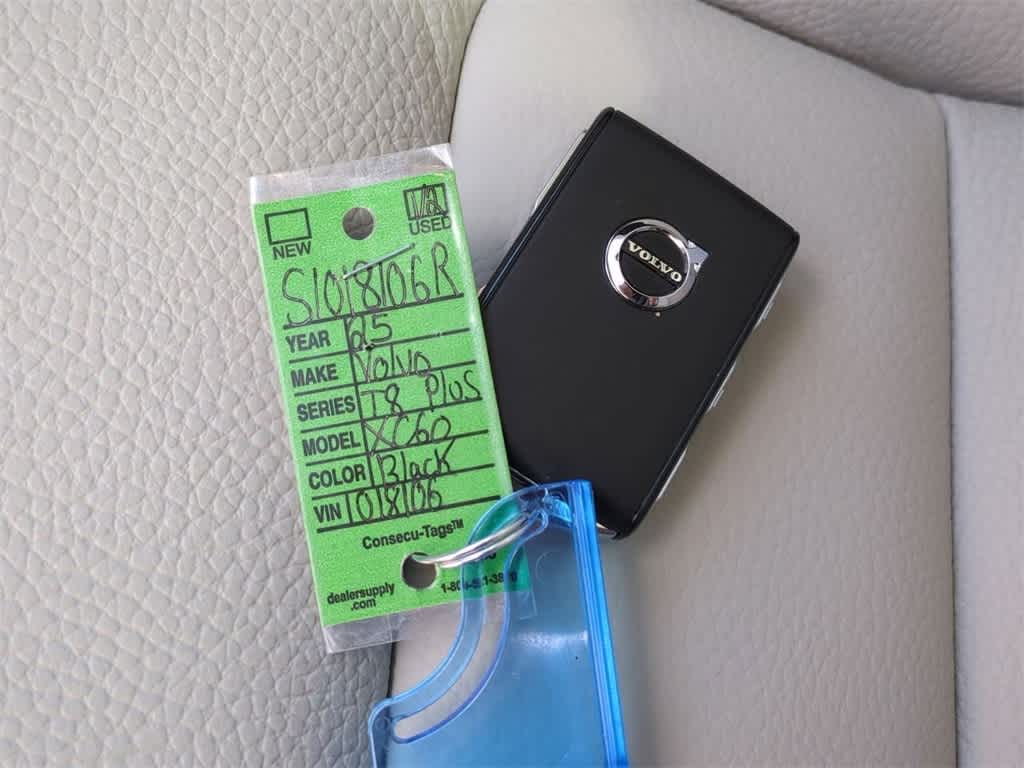 NEW
USED
S1018106R
YEAR 25
MAKE Volvo
SERIES T8 Plus
MODEL XC60
COLOR Black
VIN 1018106
Consecu-Tags™
dealersupply
.com
VOLVO